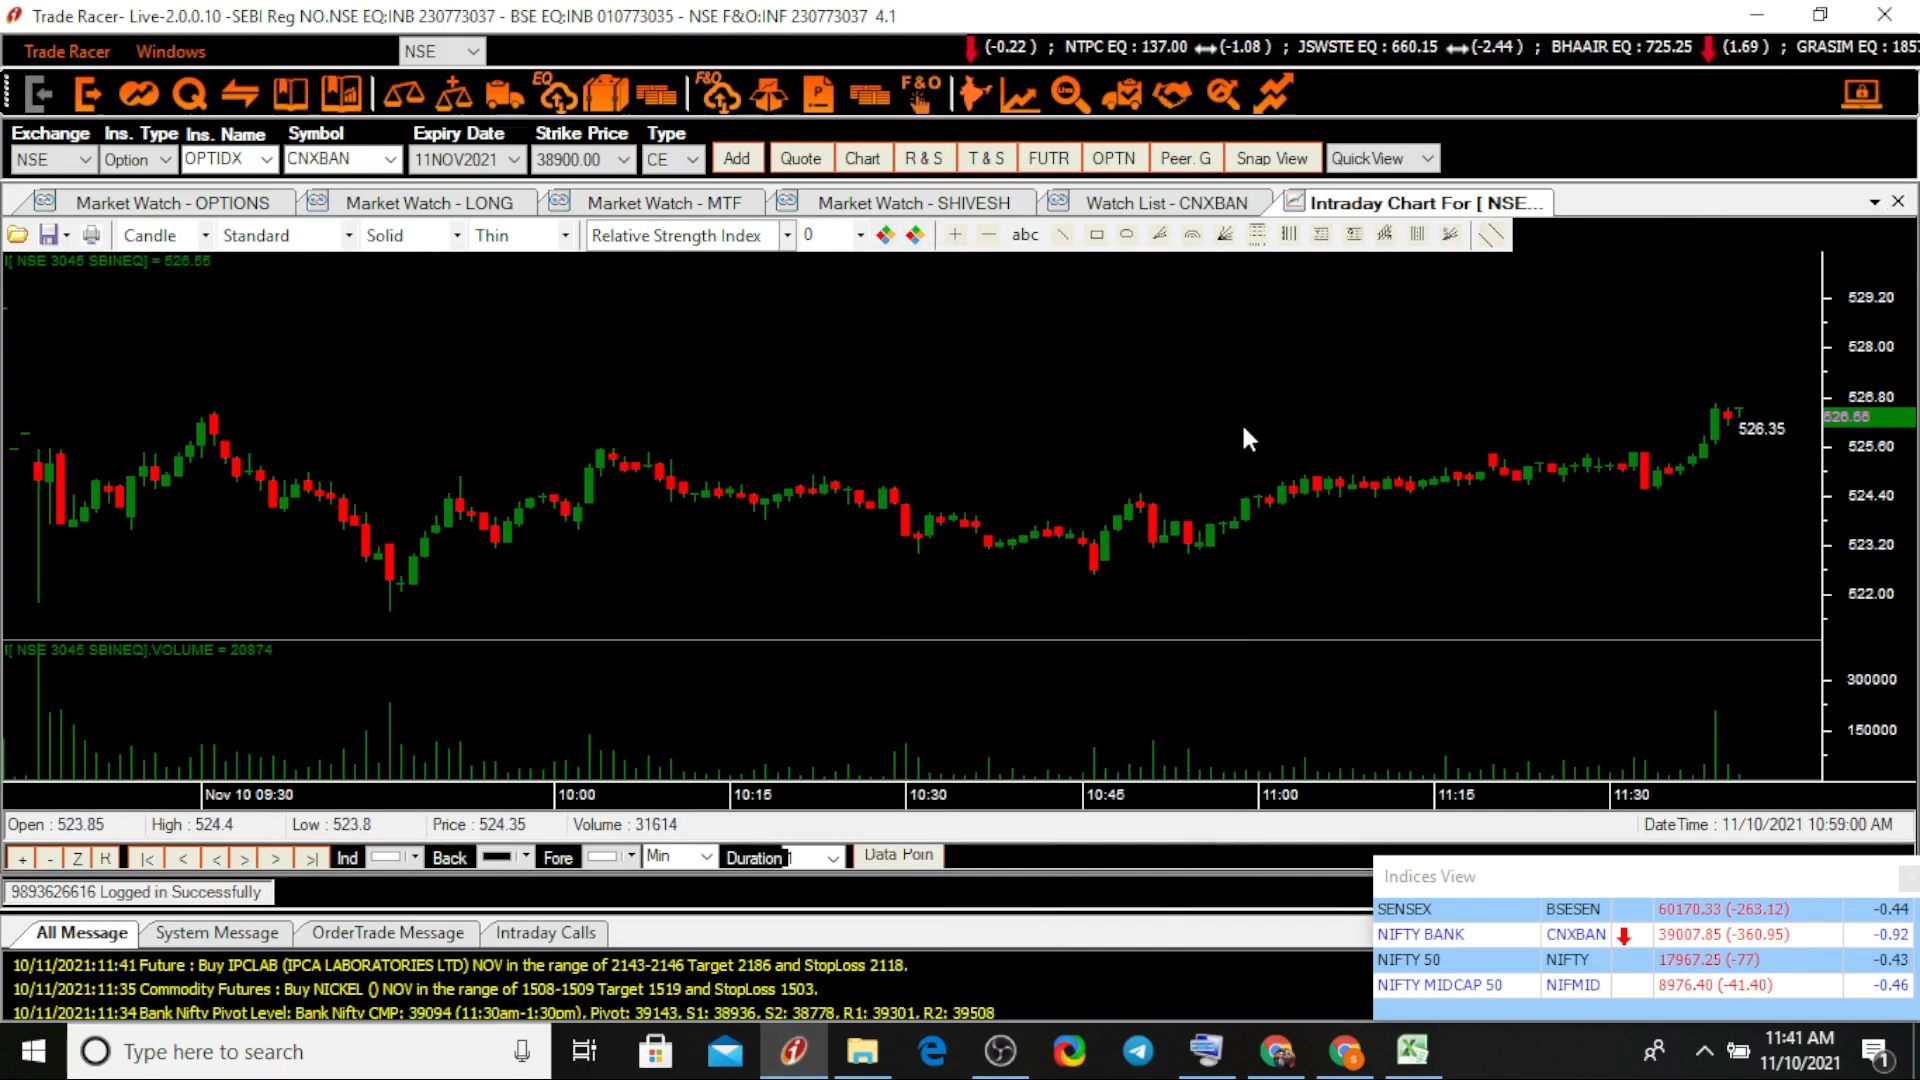 Trade Racer- Live-2.0.0.10 -SEBI Reg NO.NSE EQ:INB 230773037 - BSE EQ:INB 010773035 - NSE F&O:INF 230773037 4.1
Trade Racer Windows NSE (-0.22 ) ; NTPC EQ : 137.00 (-1.08 ) ; JSWSTE EQ : 660.15 (-2.44 ) ; BHAAIR EQ : 725.25 (1.69 ) ; GRASIM EQ : 185
EQ F&O P F&O Live
Exchange Ins. Type Ins. Name Symbol Expiry Date Strike Price Type
NSE Option OPTIDX CNXBAN 11NOV2021 38900.00 CE Add Quote Chart R & S T & S FUTR OPTN Peer. G Snap View QuickView
Market Watch - OPTIONS Market Watch - LONG Market Watch - MTF Market Watch - SHIVESH Watch List - CNXBAN Intraday Chart For [ NSE...
Candle Standard Solid Thin Relative Strength Index 0 abc
I[ NSE 3045 SBINEQ] = 526.55
529.20
528.00
526.80
526.55
526.35
525.60
524.40
523.20
522.00
I[ NSE 3045 SBINEQ].VOLUME = 20874
300000
150000
Nov 10 09:30 10:00 10:15 10:30 10:45 11:00 11:15 11:30
Open : 523.85 High : 524.4 Low : 523.8 Price : 524.35 Volume : 31614 DateTime : 11/10/2021 10:59:00 AM
+ - Z R |< < < > > >| Ind Back Fore Min Duration 1 Data Poin
Indices View
9893626616 Logged in Successfully
SENSEX BSESEN 60170.33 (-263.12) -0.44
NIFTY BANK CNXBAN 39007.85 (-360.95) -0.92
NIFTY 50 NIFTY 17967.25 (-77) -0.43
NIFTY MIDCAP 50 NIFMID 8976.40 (-41.40) -0.46
All Message System Message OrderTrade Message Intraday Calls
10/11/2021:11:41 Future : Buy IPCLAB (IPCA LABORATORIES LTD) NOV in the range of 2143-2146 Target 2186 and StopLoss 2118.
10/11/2021:11:35 Commodity Futures : Buy NICKEL () NOV in the range of 1508-1509 Target 1519 and StopLoss 1503.
10/11/2021:11:34 Bank Nifty Pivot Level: Bank Nifty CMP: 39094 (11:30am-1:30pm), Pivot: 39143, S1: 38936, S2: 38778, R1: 39301, R2: 39508
Type here to search
11:41 AM
11/10/2021
1